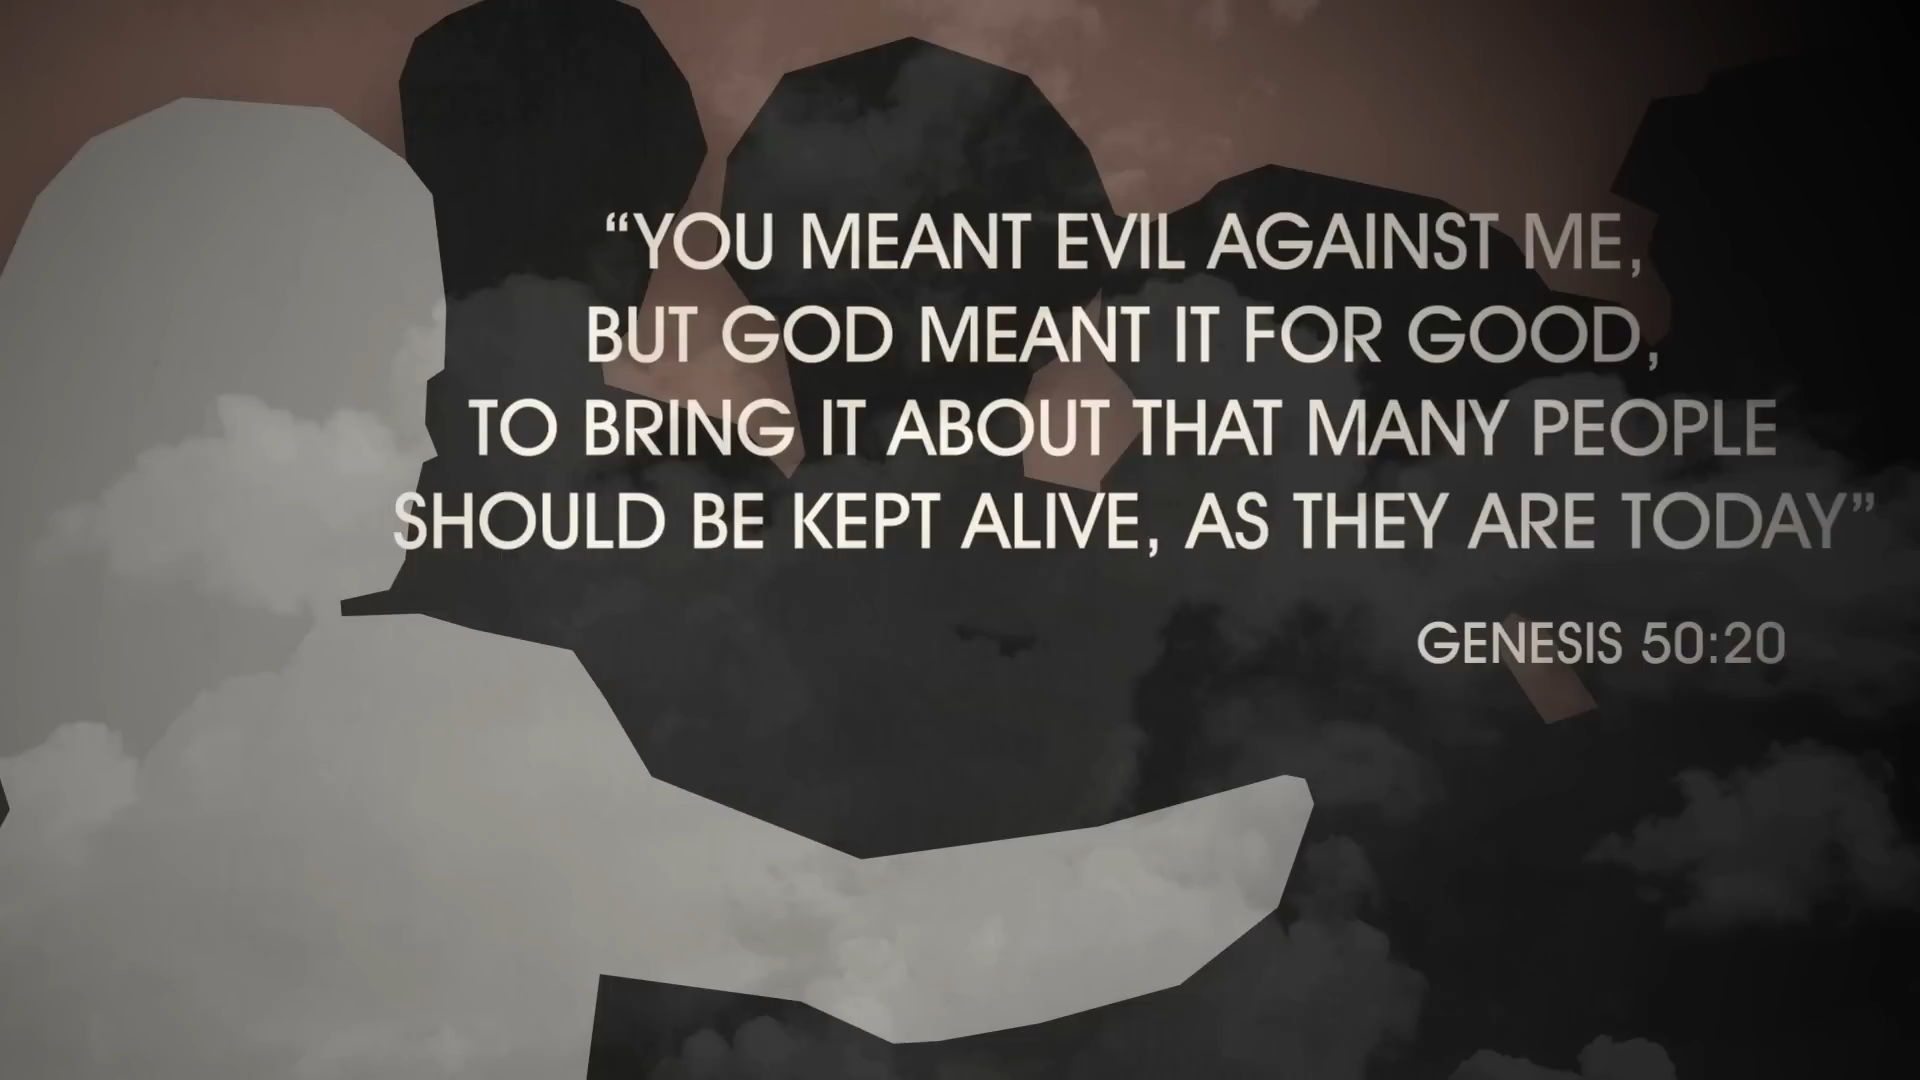 “YOU MEANT EVIL AGAINST ME,
BUT GOD MEANT IT FOR GOOD,
TO BRING IT ABOUT THAT MANY PEOPLE
SHOULD BE KEPT ALIVE, AS THEY ARE TODAY”
GENESIS 50:20